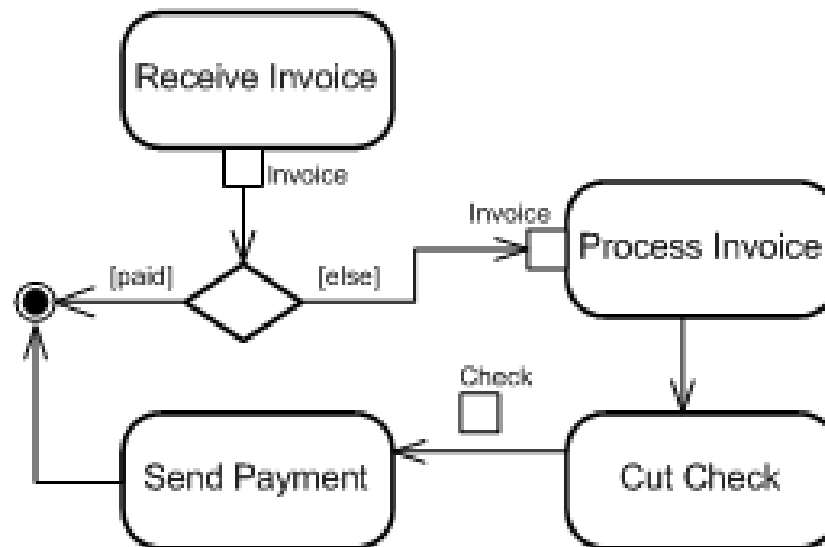 Receive Invoice
Invoice
Invoice
Process Invoice
[paid]
[else]
Check
Send Payment
Cut Check